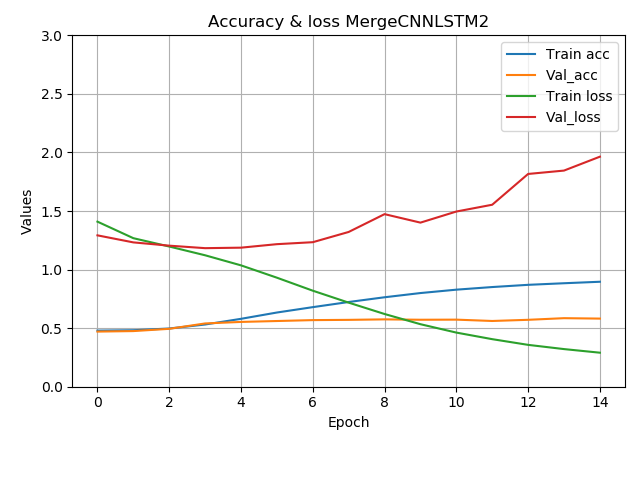 Accuracy & loss MergeCNNLSTM2
3.0
2.5
2.0
1.5
1.0
0.5
0.0
Values
Train acc
Val_acc
Train loss
Val_loss
0 2 4 6 8 10 12 14
Epoch